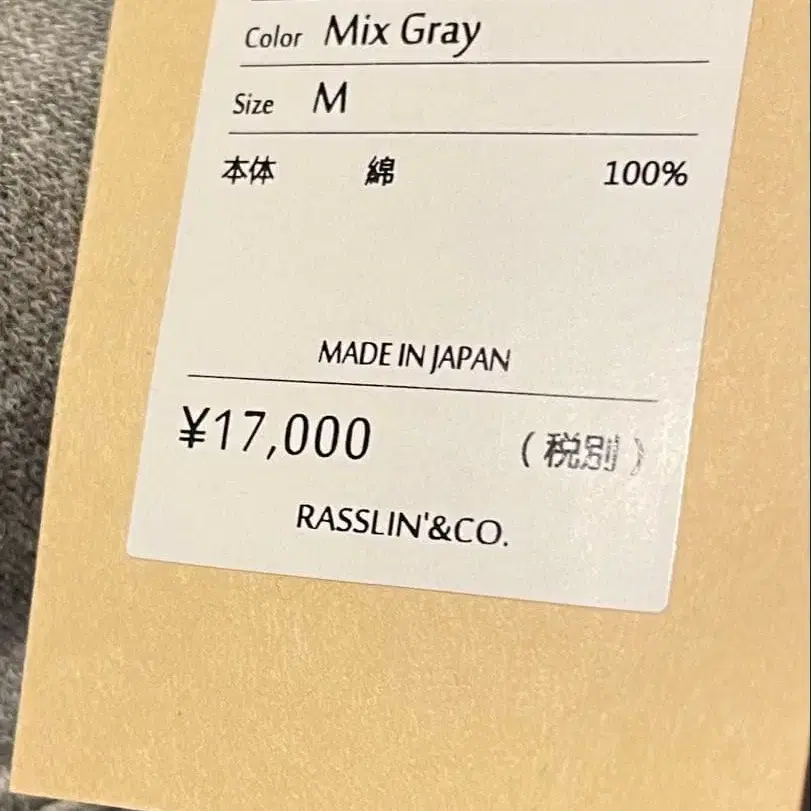 Color Mix Gray
Size M
本体 綿 100%
MADE IN JAPAN
¥17,000 (税別)
RASSLIN'&CO.